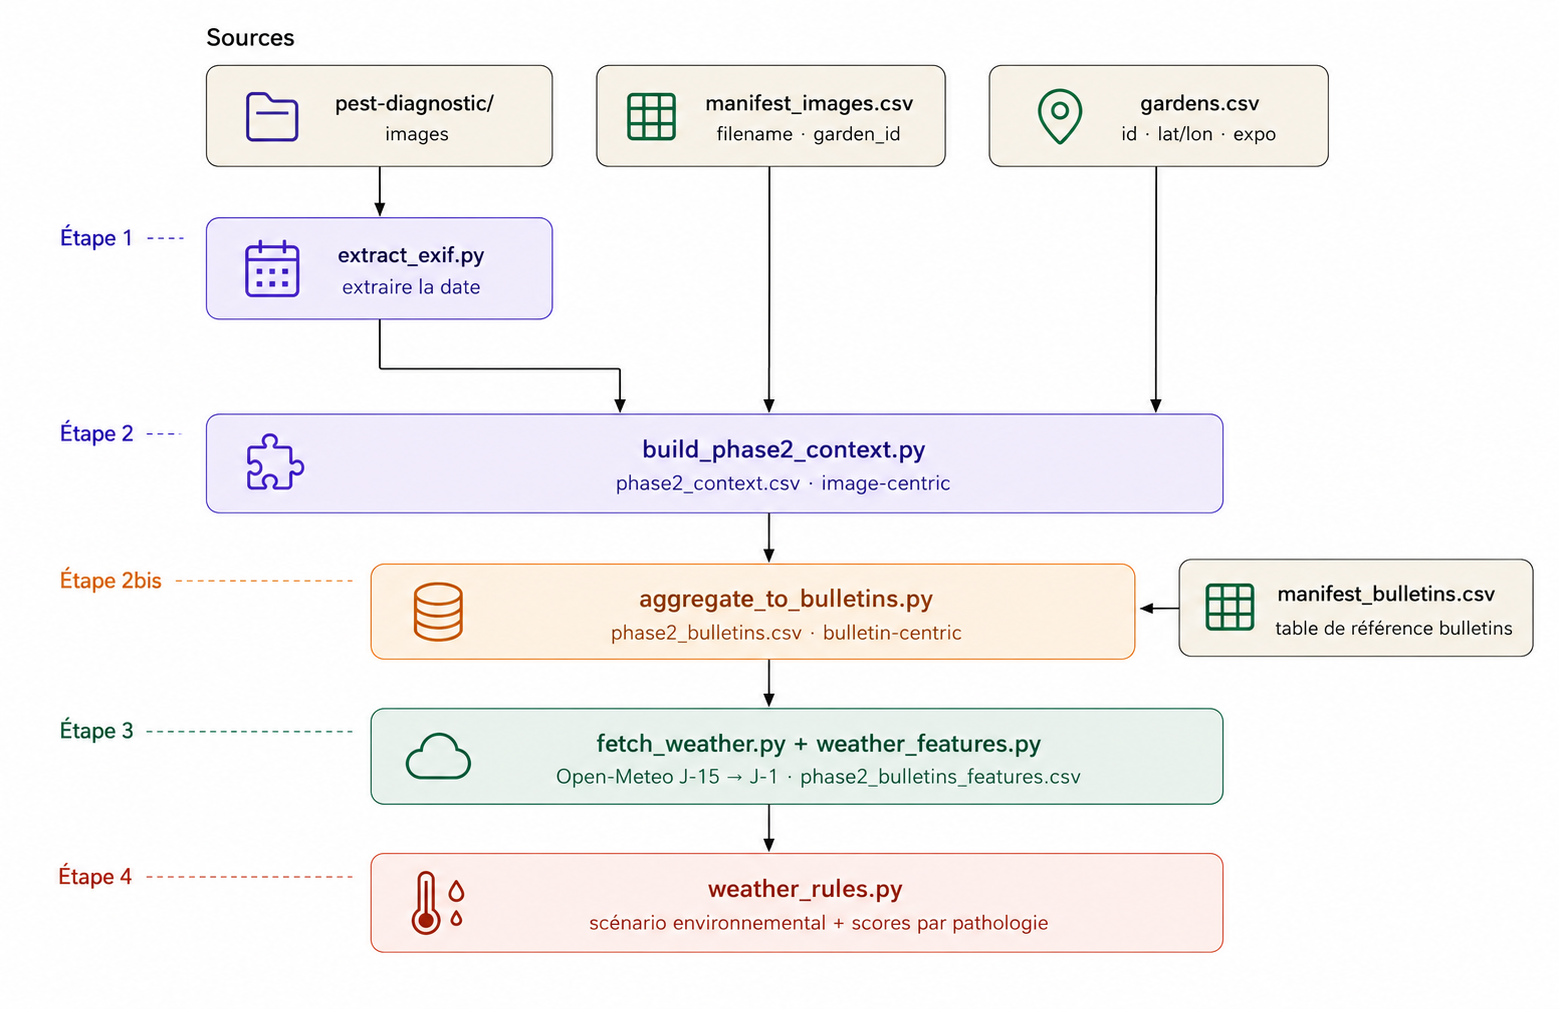 Sources
pest-diagnostic/
images
manifest_images.csv
filename · garden_id
gardens.csv
id · lat/lon · expo
Étape 1
extract_exif.py
extraire la date
Étape 2
build_phase2_context.py
phase2_context.csv · image-centric
Étape 2bis
aggregate_to_bulletins.py
phase2_bulletins.csv · bulletin-centric
manifest_bulletins.csv
table de référence bulletins
Étape 3
fetch_weather.py + weather_features.py
Open-Meteo J-15 → J-1 · phase2_bulletins_features.csv
Étape 4
weather_rules.py
scénario environnemental + scores par pathologie